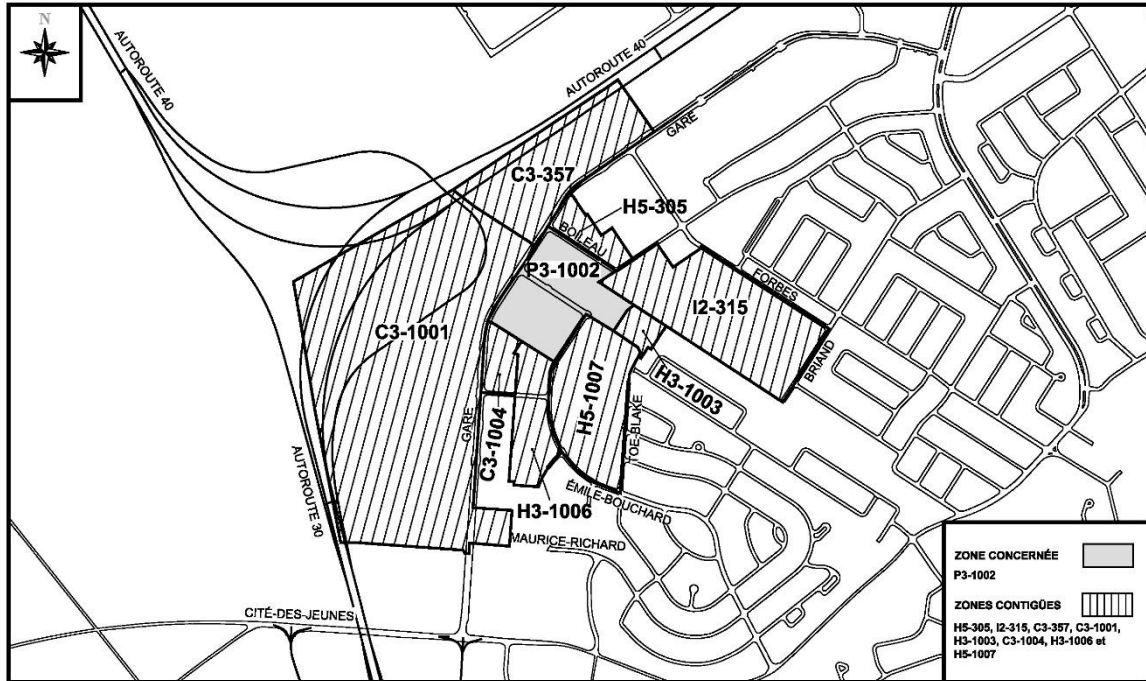 N
AUTOROUTE 40
AUTOROUTE 40
GARE
C3-357
H5-305
BOILEAU
P3-1002
FORBES
I2-315
C3-1001
BRIAND
H3-1003
H5-1007
TOE-BLAKE
GARE
C3-1004
AUTOROUTE 30
ÉMILE-BOUCHARD
H3-1006
MAURICE-RICHARD
CITÉ-DES-JEUNES
ZONE CONCERNÉE
P3-1002
ZONES CONTIGÜES
H5-305, I2-315, C3-357, C3-1001,
H3-1003, C3-1004, H3-1006 et
H5-1007